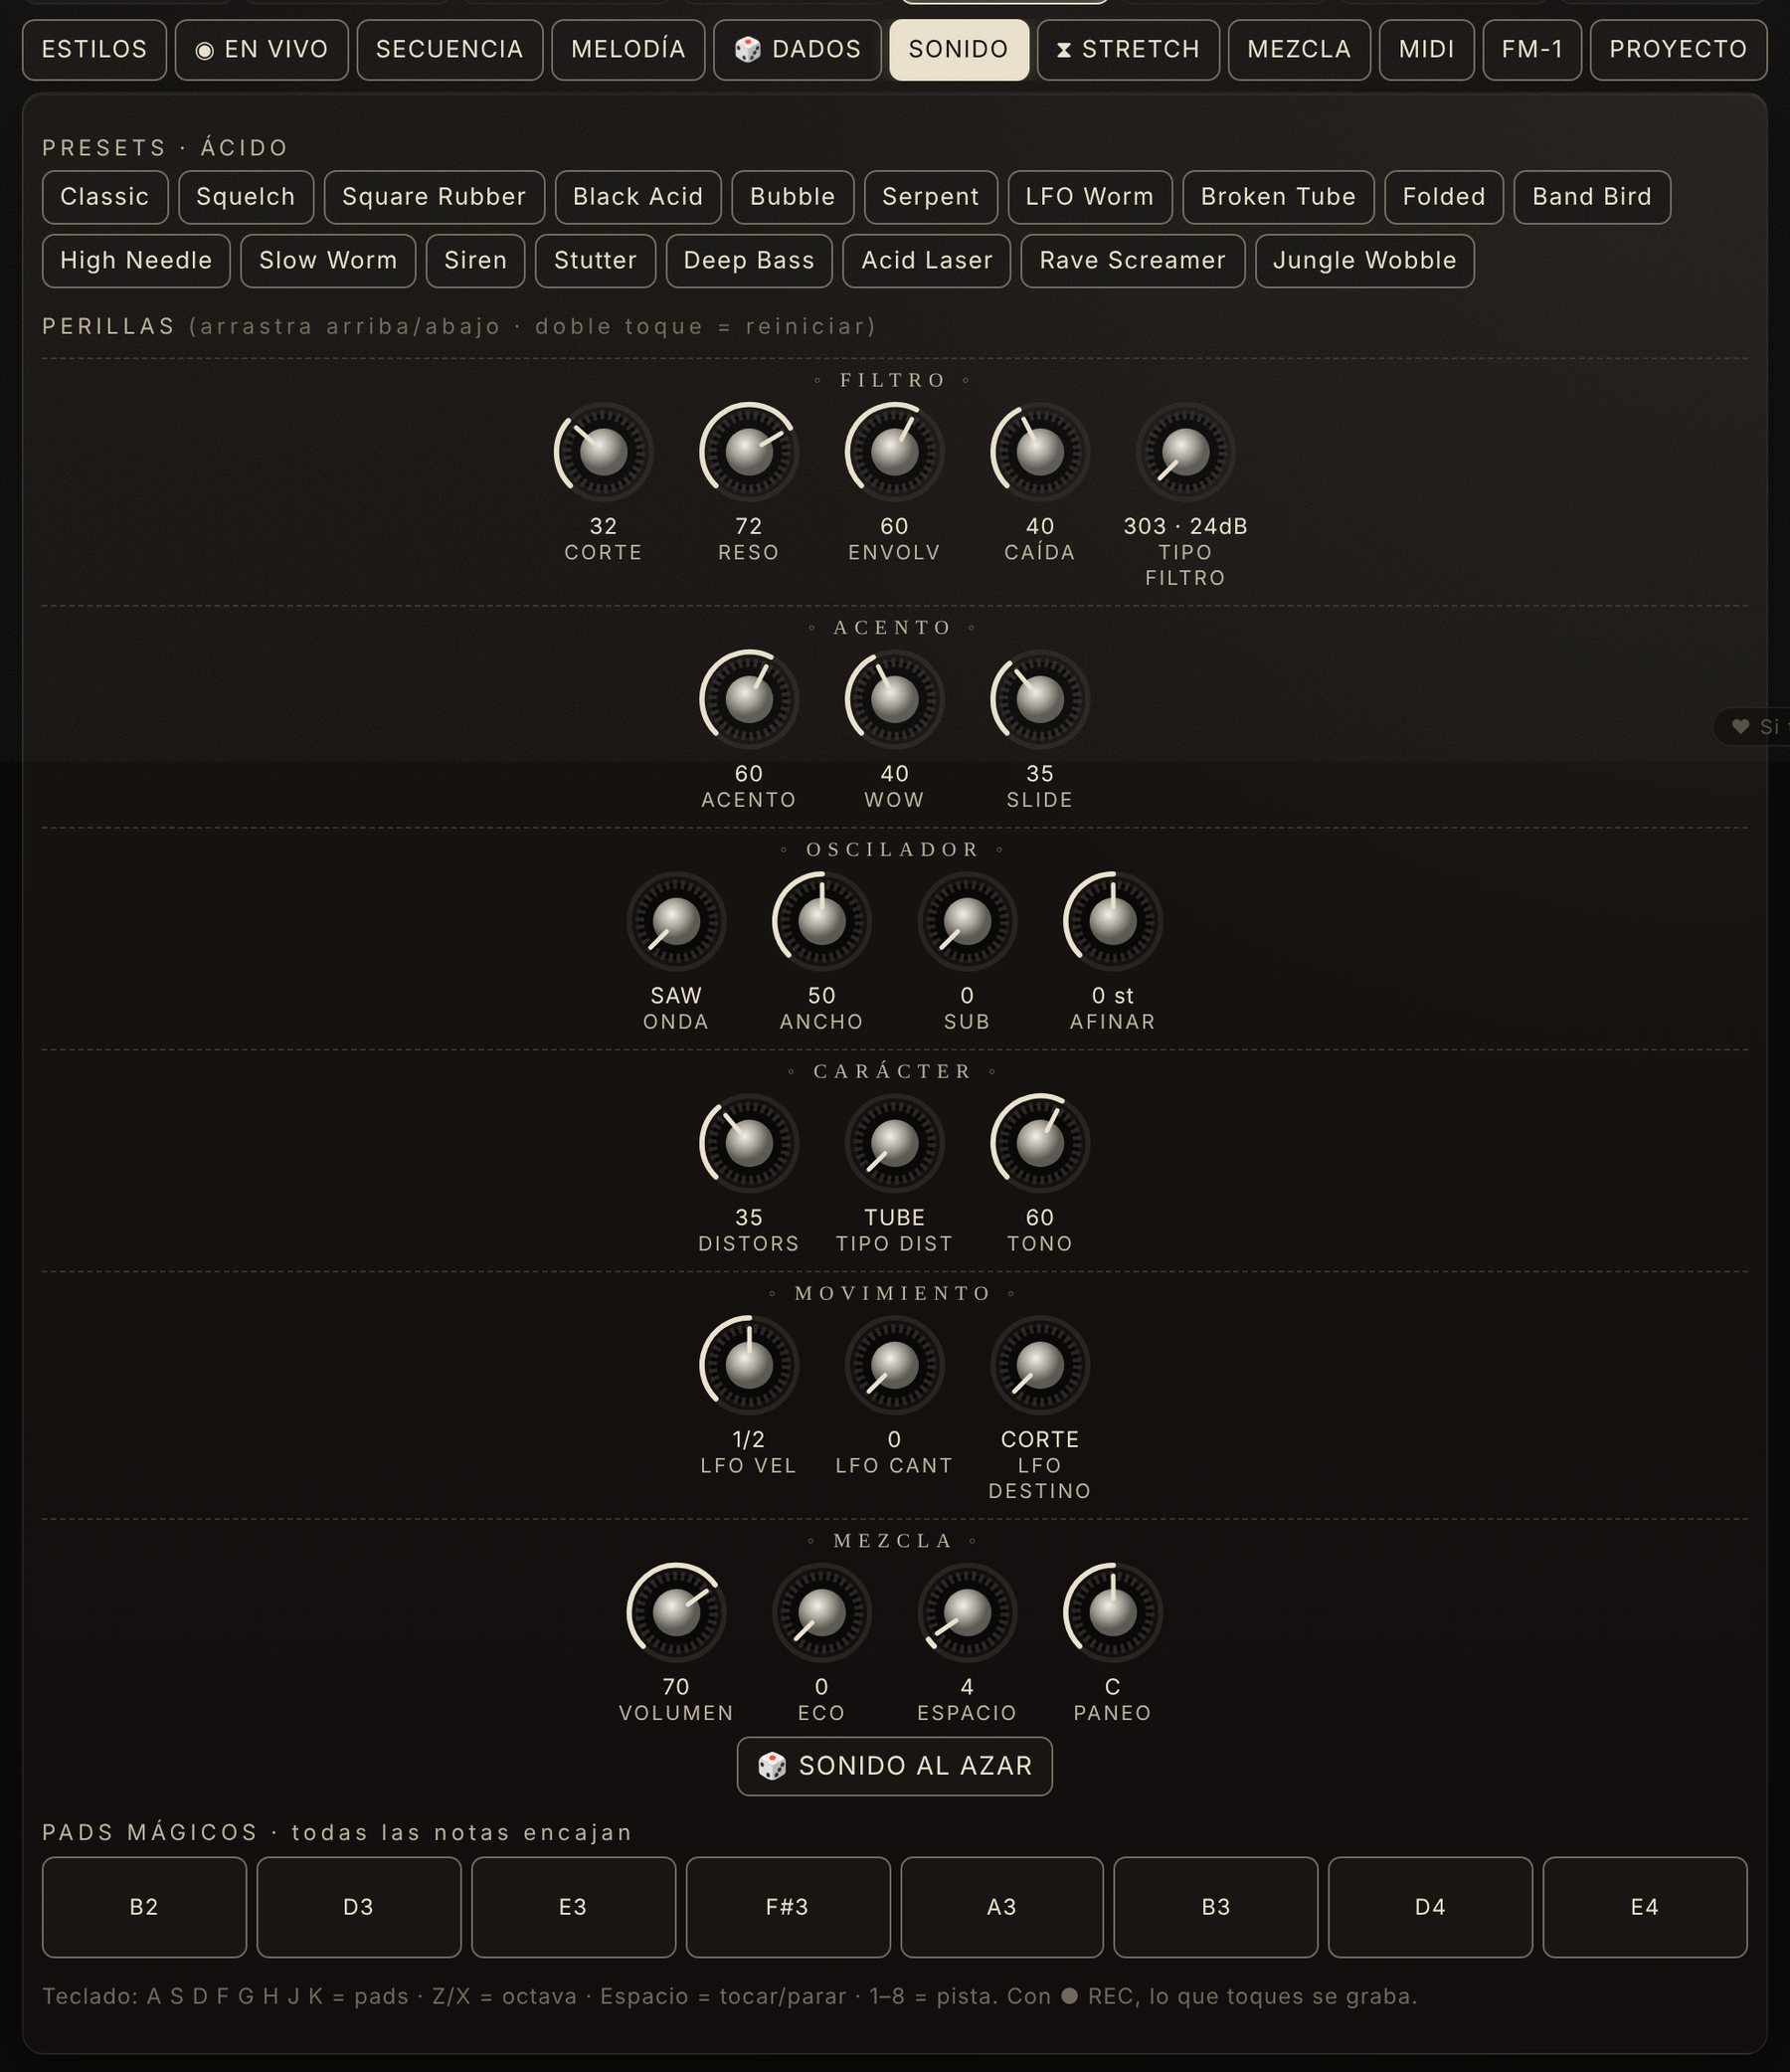 ESTILOS ◉ EN VIVO SECUENCIA MELODÍA 🎲 DADOS SONIDO ⧗ STRETCH MEZCLA MIDI FM-1 PROYECTO
PRESETS · ÁCIDO
Classic Squelch Square Rubber Black Acid Bubble Serpent LFO Worm Broken Tube Folded Band Bird
High Needle Slow Worm Siren Stutter Deep Bass Acid Laser Rave Screamer Jungle Wobble
PERILLAS (arrastra arriba/abajo · doble toque = reiniciar)
◦ FILTRO ◦
32 72 60 40 303 · 24dB
CORTE RESO ENVOLV CAÍDA TIPO
FILTRO
◦ ACENTO ◦
♥ Si
60 40 35
ACENTO WOW SLIDE
◦ OSCILADOR ◦
SAW 50 0 0 st
ONDA ANCHO SUB AFINAR
◦ CARÁCTER ◦
35 TUBE 60
DISTORS TIPO DIST TONO
◦ MOVIMIENTO ◦
1/2 0 CORTE
LFO VEL LFO CANT LFO
DESTINO
◦ MEZCLA ◦
70 0 4 C
VOLUMEN ECO ESPACIO PANEO
🎲 SONIDO AL AZAR
PADS MÁGICOS · todas las notas encajan
B2 D3 E3 F#3 A3 B3 D4 E4
Teclado: A S D F G H J K = pads · Z/X = octava · Espacio = tocar/parar · 1–8 = pista. Con ● REC, lo que toques se graba.